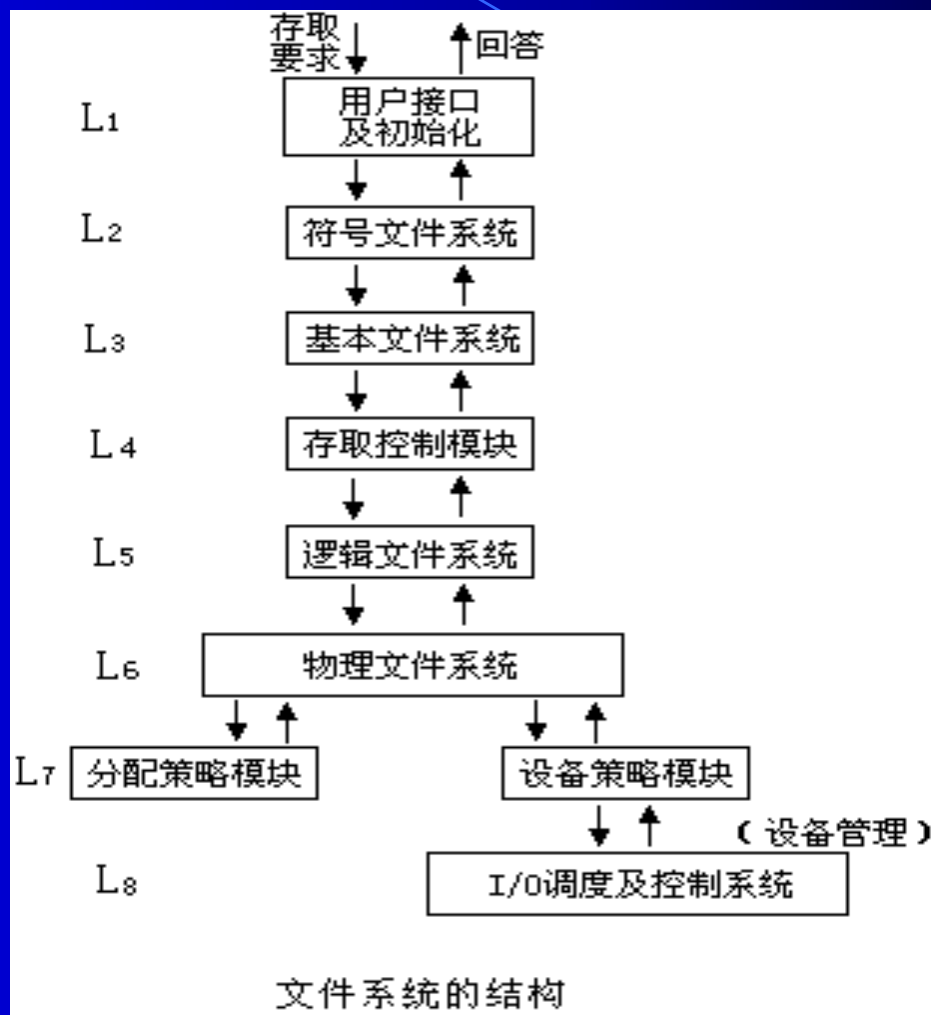 存取
要求
回答
L1
用户接口
及初始化
L2
符号文件系统
L3
基本文件系统
L4
存取控制模块
L5
逻辑文件系统
L6
物理文件系统
L7
分配策略模块
设备策略模块
(设备管理)
L8
I/O调度及控制系统
文件系统的结构